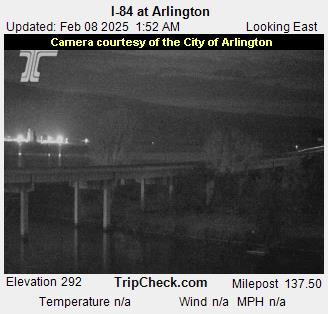 I-84 at Arlington
Updated: Feb 08 2025 1:52 AM Looking East
Camera courtesy of the City of Arlington
Elevation 292 TripCheck.com Milepost 137.50
Temperature n/a Wind n/a MPH n/a